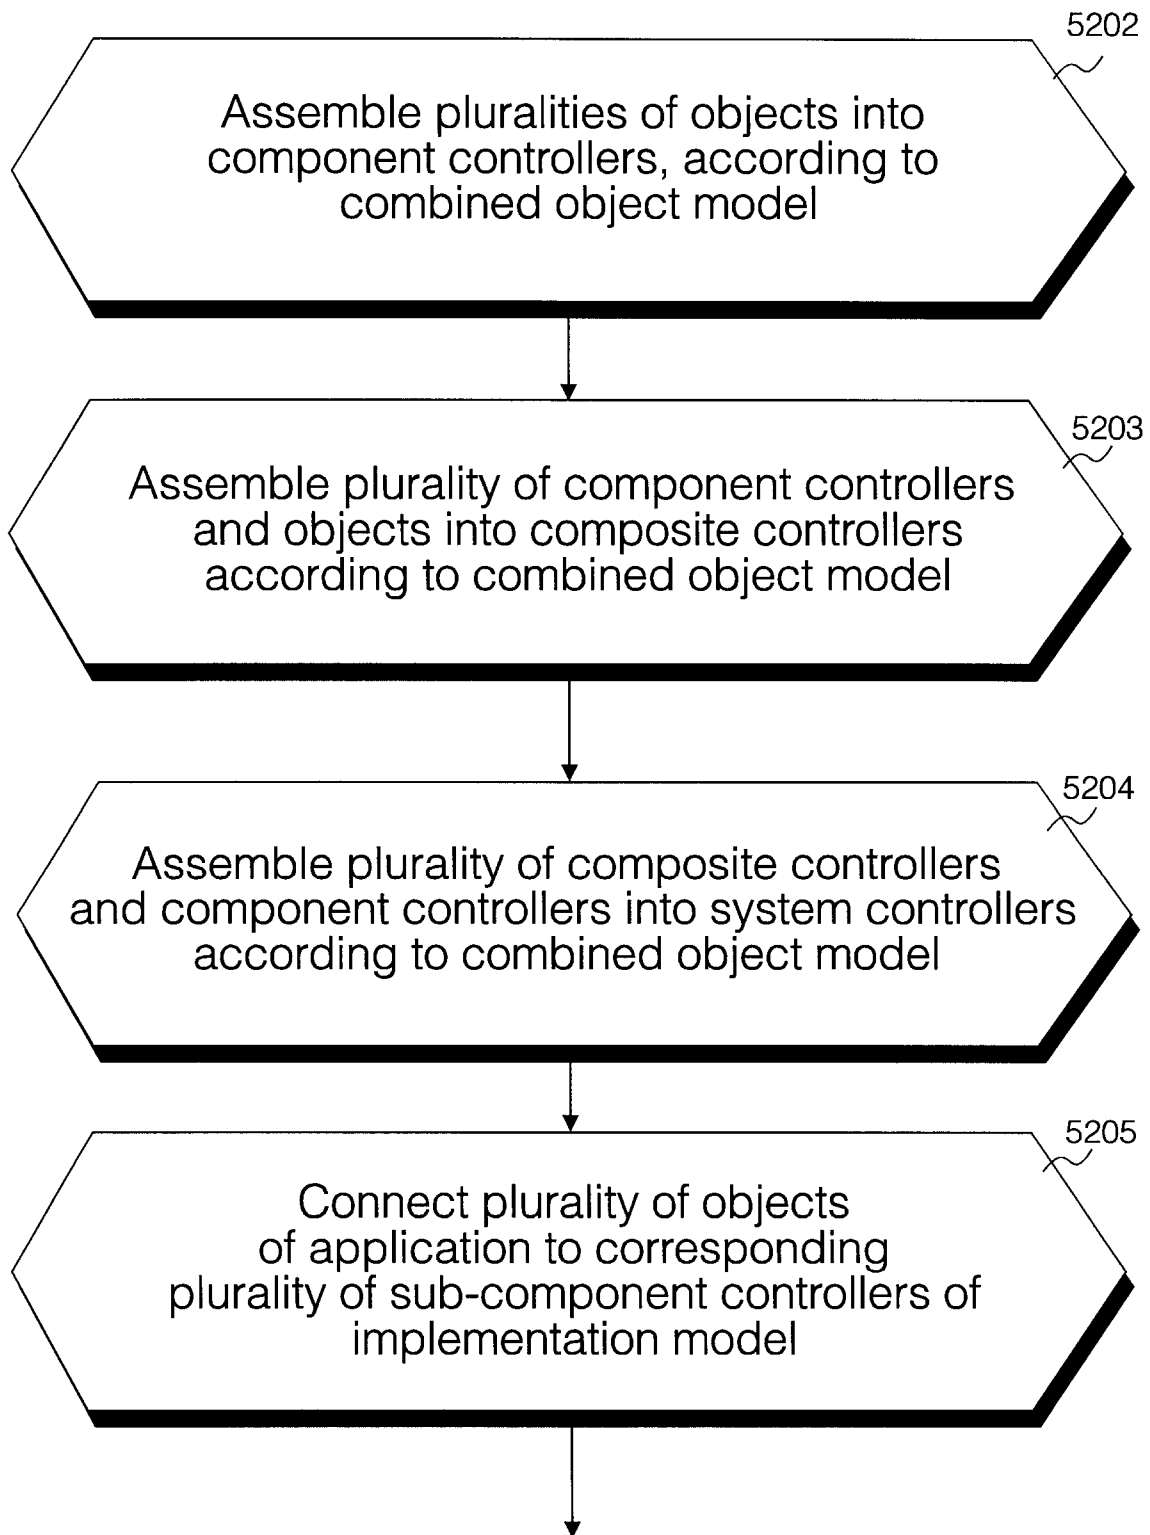 5202
Assemble pluralities of objects into
component controllers, according to
combined object model
5203
Assemble plurality of component controllers
and objects into composite controllers
according to combined object model
5204
Assemble plurality of composite controllers
and component controllers into system controllers
according to combined object model
5205
Connect plurality of objects
of application to corresponding
plurality of sub-component controllers of
implementation model